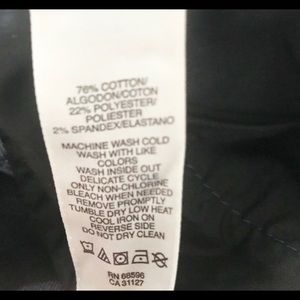 76% COTTON/
ALGODON/COTON
22% POLYESTER/
POLIESTER
2% SPANDEX/ELASTANO
MACHINE WASH COLD
WASH WITH LIKE
COLORS
WASH INSIDE OUT
DELICATE CYCLE
ONLY NON-CHLORINE
BLEACH WHEN NEEDED
REMOVE PROMPTLY
TUMBLE DRY LOW HEAT
COOL IRON ON
REVERSE SIDE
DO NOT DRY CLEAN
RN 68596
CA 31127